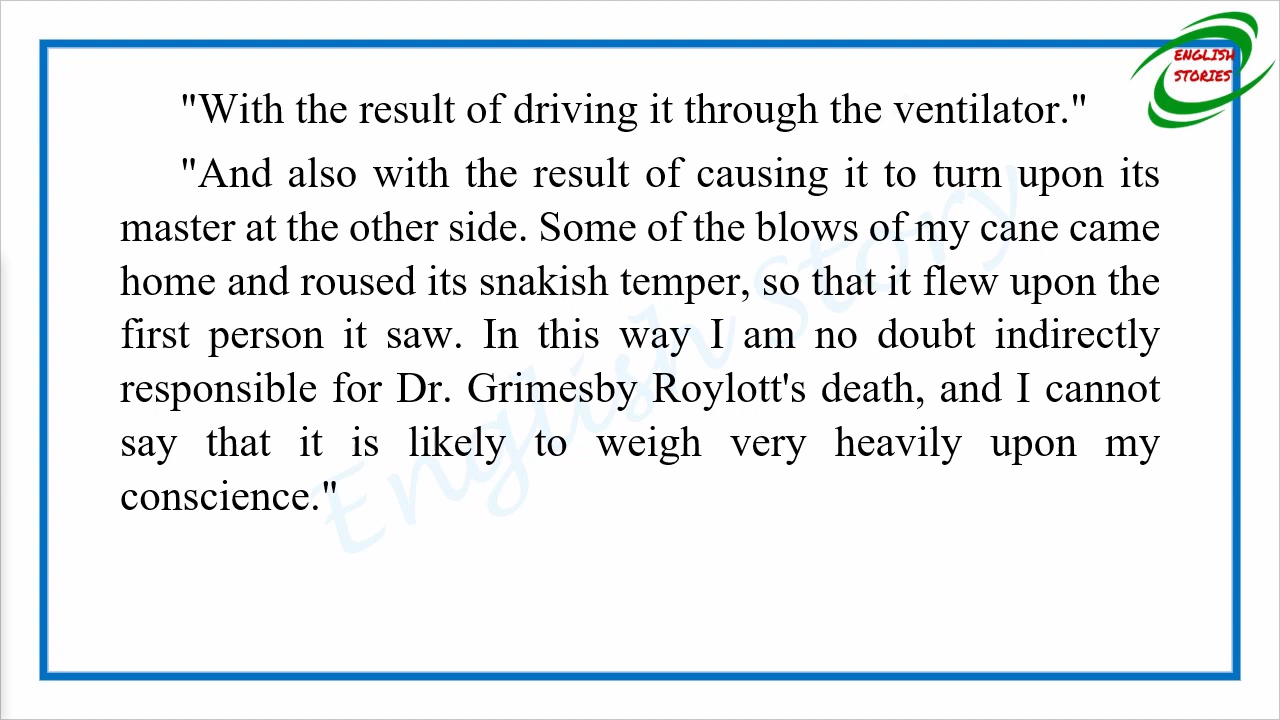 ENGLISH
STORIES
"With the result of driving it through the ventilator."
"And also with the result of causing it to turn upon its
master at the other side. Some of the blows of my cane came
home and roused its snakish temper, so that it flew upon the
first person it saw. In this way I am no doubt indirectly
responsible for Dr. Grimesby Roylott's death, and I cannot
say that it is likely to weigh very heavily upon my
conscience."
English Story